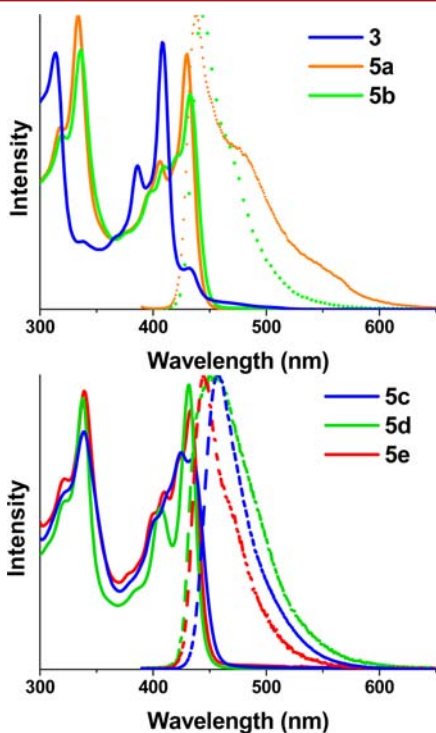 3
5a
5b
Intensity
300 400 500 600
Wavelength (nm)
5c
5d
5e
Intensity
300 400 500 600
Wavelength (nm)